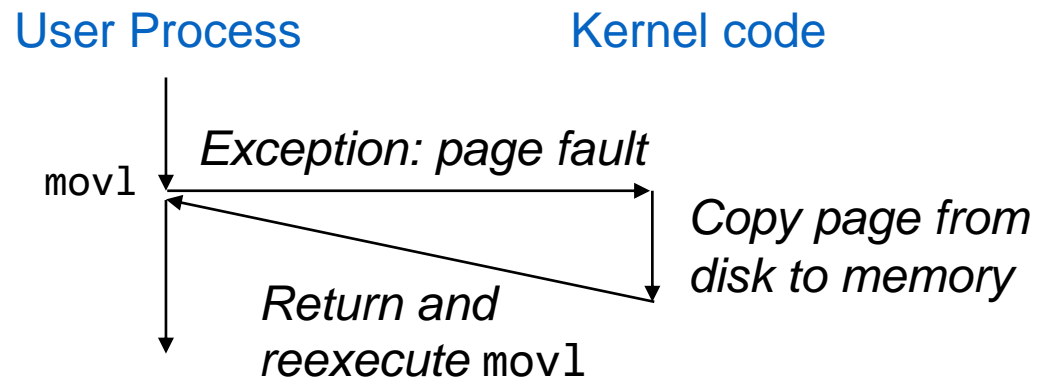 User Process
Kernel code
Exception: page fault
movl
Copy page from
disk to memory
Return and
reexecute movl